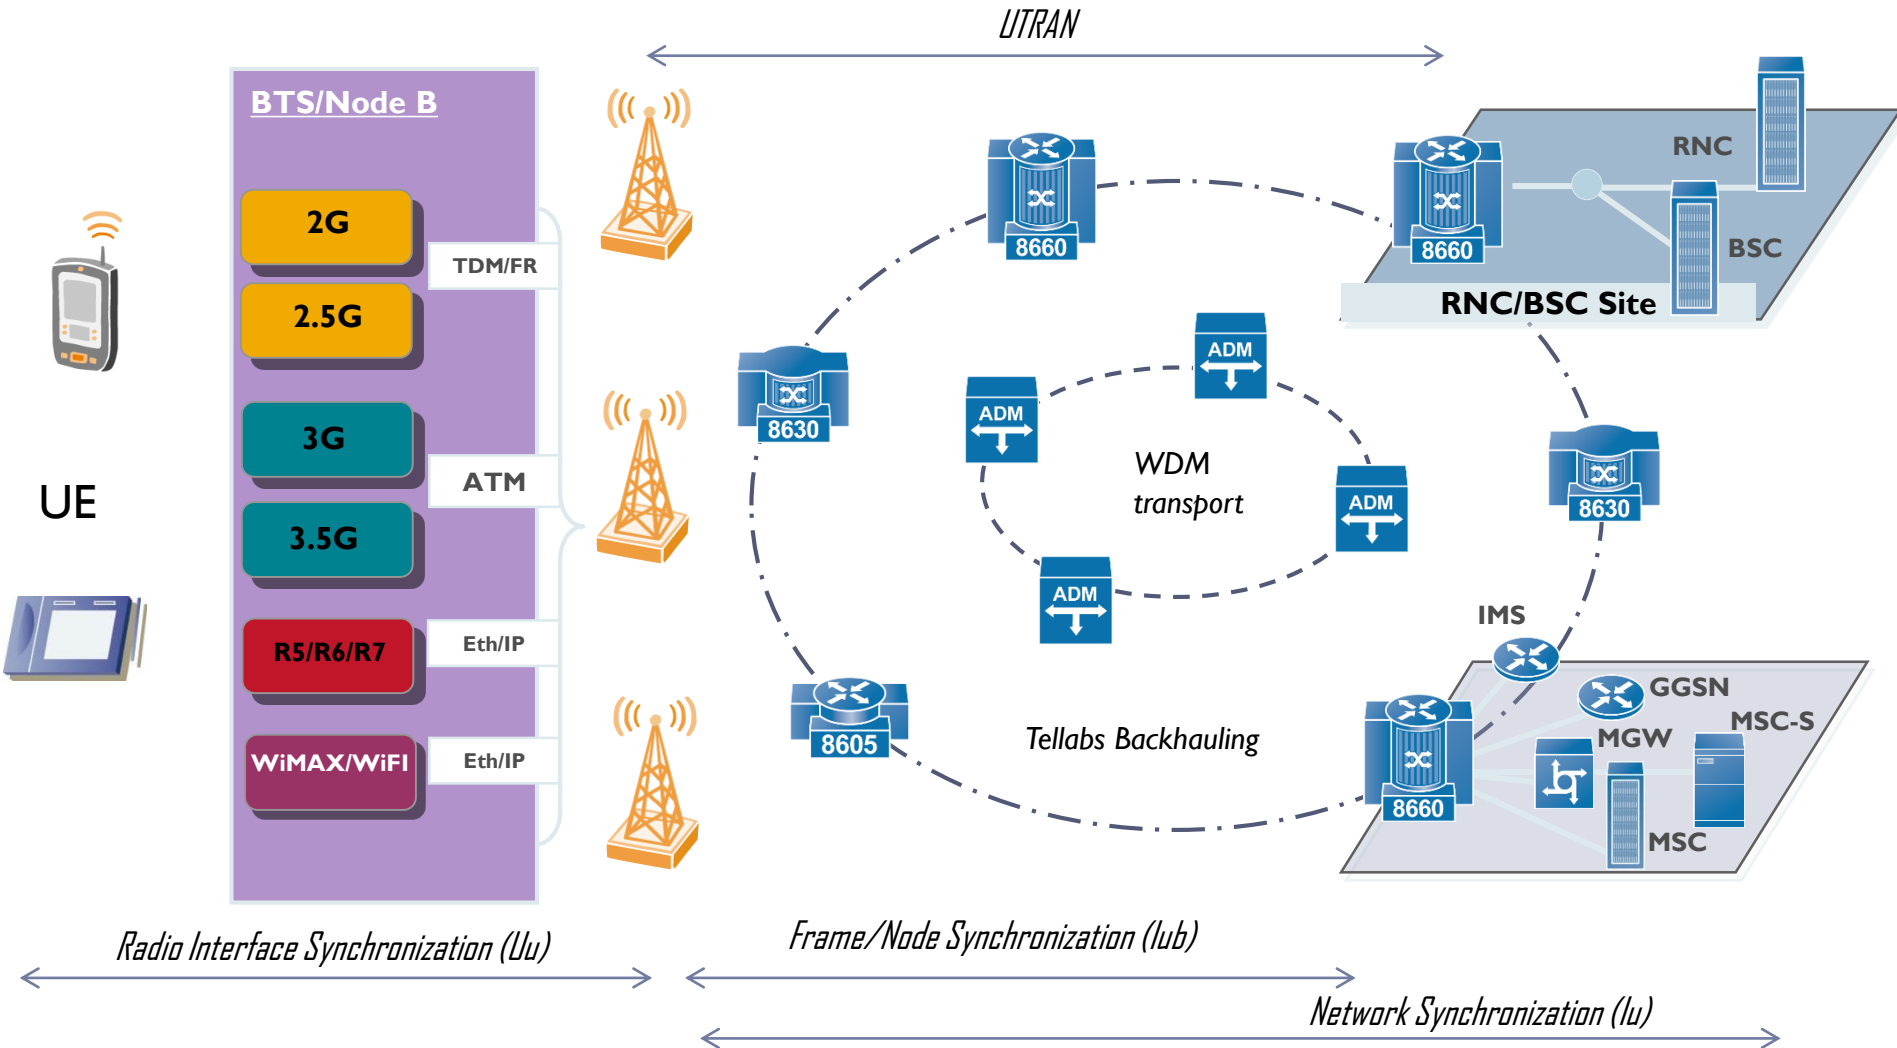 UTRAN
BTS/Node B
2G
TDM/FR
2.5G
3G
ATM
3.5G
R5/R6/R7
Eth/IP
WiMAX/WiFI
Eth/IP
UE
8660
8660
RNC
BSC
RNC/BSC Site
8630
ADM
ADM
WDM
transport
ADM
ADM
8630
8605
Tellabs Backhauling
IMS
GGSN
MSC-S
MGW
8660
MSC
Radio Interface Synchronization (Uu)
Frame/Node Synchronization (Iub)
Network Synchronization (Iu)